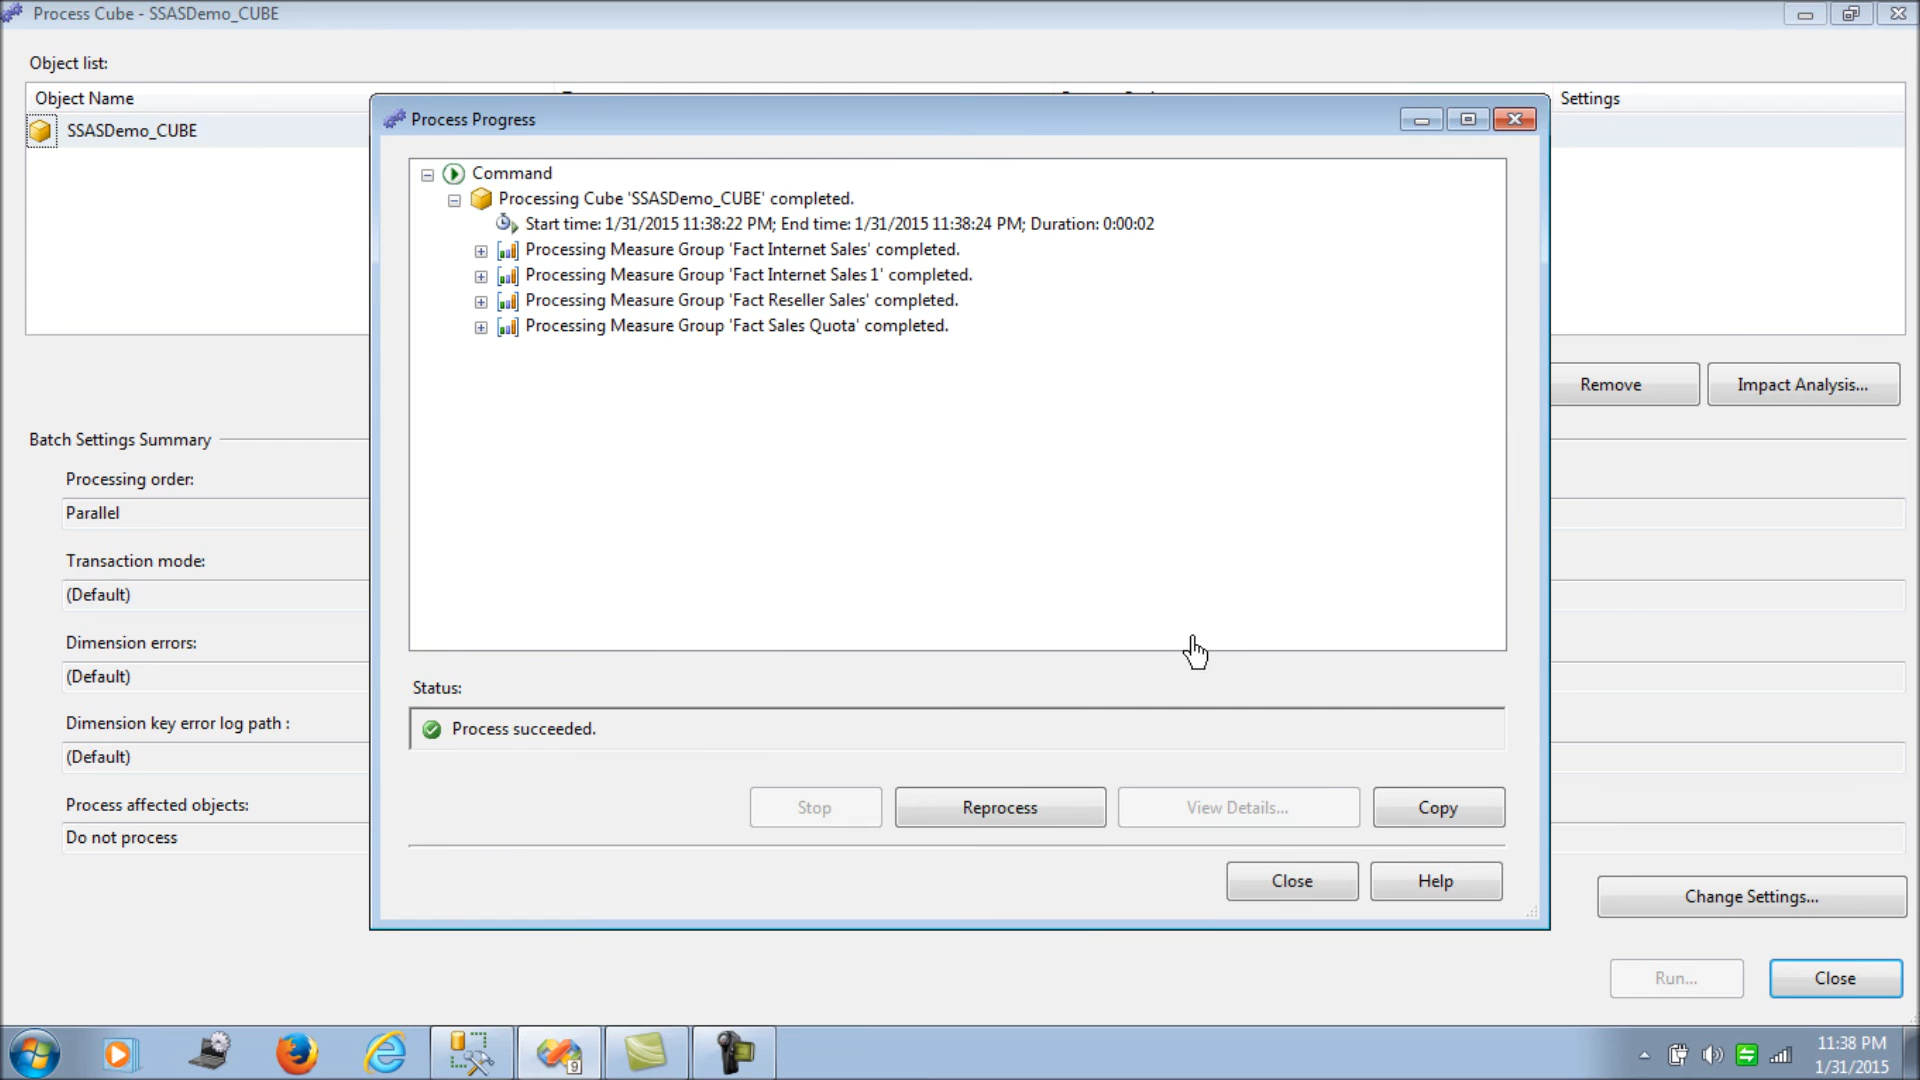 Process Cube - SSASDemo_CUBE
Object list:
Object Name
Settings
SSASDemo_CUBE
Process Progress
Command
Processing Cube 'SSASDemo_CUBE' completed.
Start time: 1/31/2015 11:38:22 PM; End time: 1/31/2015 11:38:24 PM; Duration: 0:00:02
Processing Measure Group 'Fact Internet Sales' completed.
Processing Measure Group 'Fact Internet Sales 1' completed.
Processing Measure Group 'Fact Reseller Sales' completed.
Processing Measure Group 'Fact Sales Quota' completed.
Remove
Impact Analysis...
Batch Settings Summary
Processing order:
Parallel
Transaction mode:
(Default)
Dimension errors:
(Default)
Dimension key error log path :
(Default)
Process affected objects:
Do not process
Status:
Process succeeded.
Stop
Reprocess
View Details...
Copy
Close
Help
Change Settings...
Run...
Close
9
11:38 PM
1/31/2015